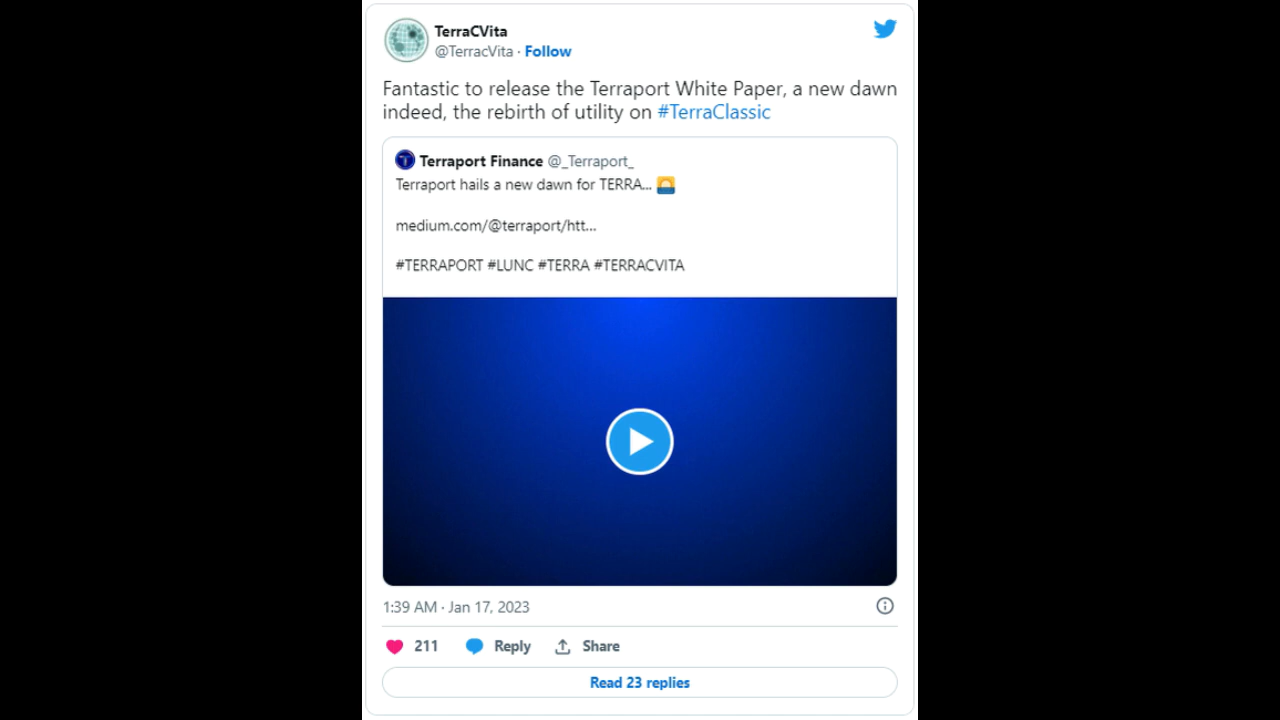 TerraCVita
@TerracVita · Follow
Fantastic to release the Terraport White Paper, a new dawn
indeed, the rebirth of utility on #TerraClassic
Terraport Finance @_Terraport_
Terraport hails a new dawn for TERRA... 🌅
medium.com/@terraport/htt...
#TERRAPORT #LUNC #TERRA #TERRACVITA
1:39 AM · Jan 17, 2023
211 Reply Share
Read 23 replies